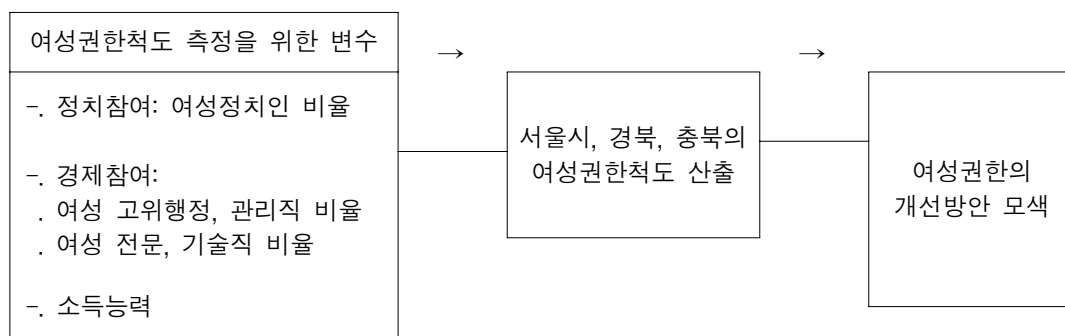 여성권한척도 측정을 위한 변수
→
→
-. 정치참여: 여성정치인 비율
-. 경제참여:
. 여성 고위행정, 관리직 비율
. 여성 전문, 기술직 비율
-. 소득능력
서울시, 경북, 충북의
여성권한척도 산출
여성권한의
개선방안 모색